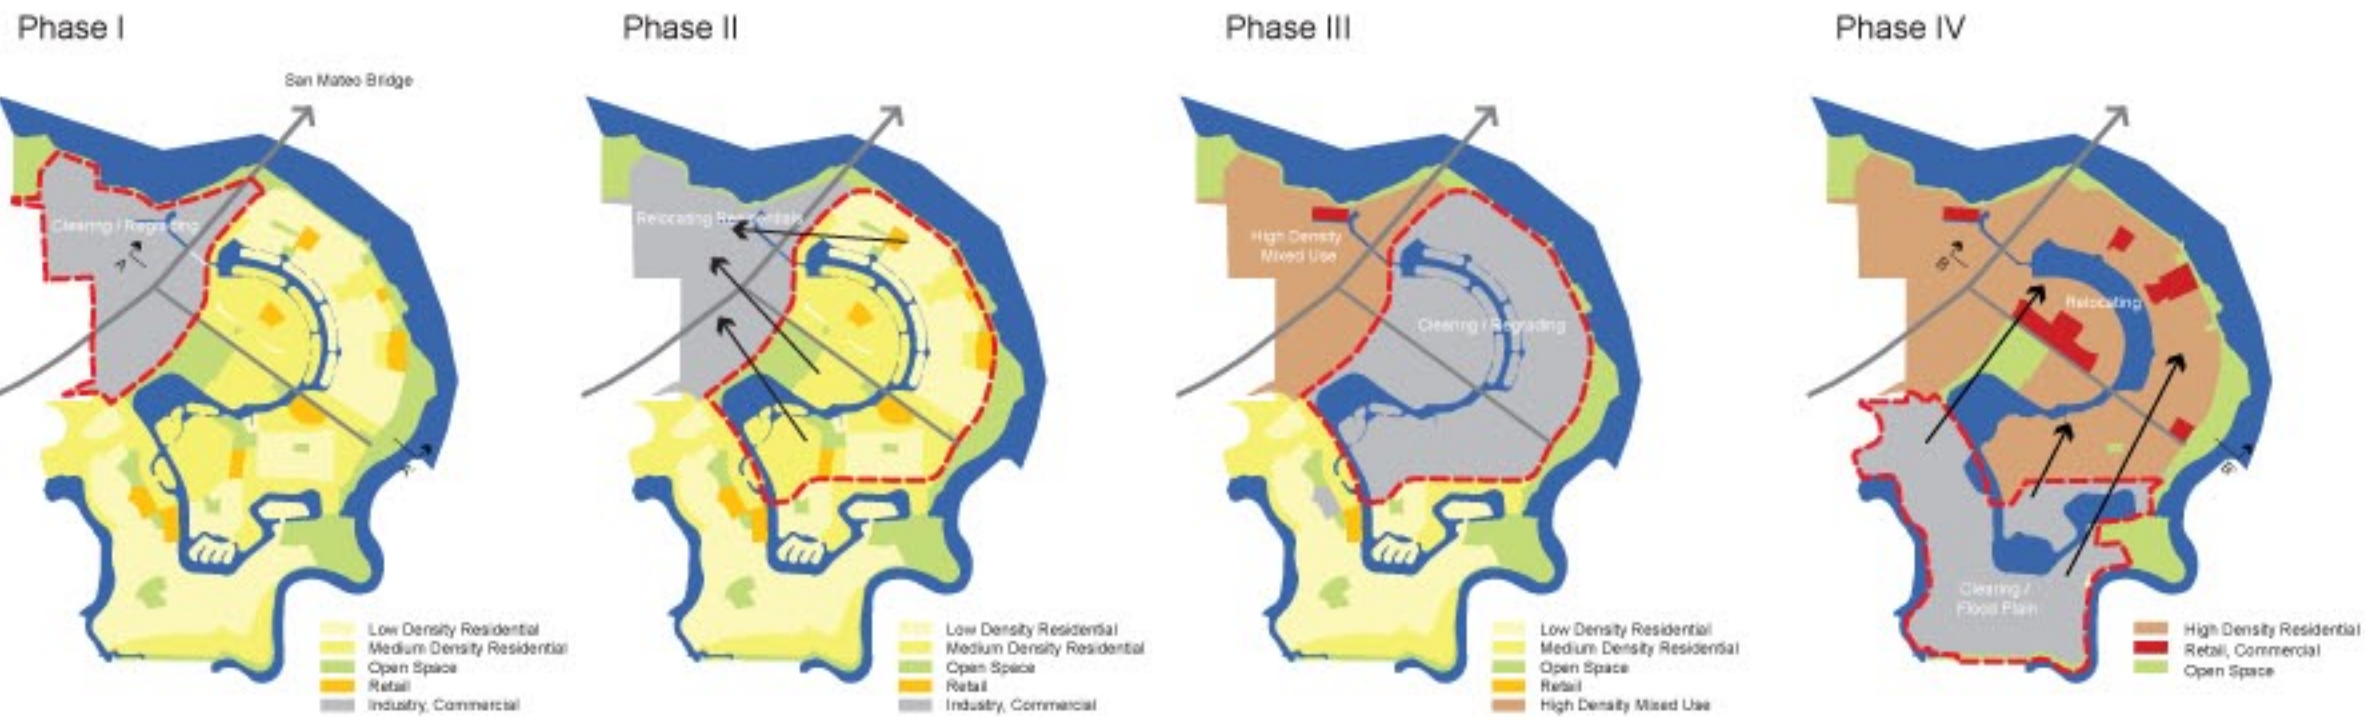 Phase I
Phase II
Phase III
Phase IV
San Mateo Bridge
Clearing / Regrading
A
A'
Low Density Residential
Medium Density Residential
Open Space
Retail
Industry, Commercial
Relocating Residentials
Low Density Residential
Medium Density Residential
Open Space
Retail
Industry, Commercial
High Density
Mixed Use
Clearing / Regrading
Low Density Residential
Medium Density Residential
Open Space
Retail
High Density Mixed Use
B
Relocating
B'
Clearing /
Flood Plain
High Density Residential
Retail, Commercial
Open Space